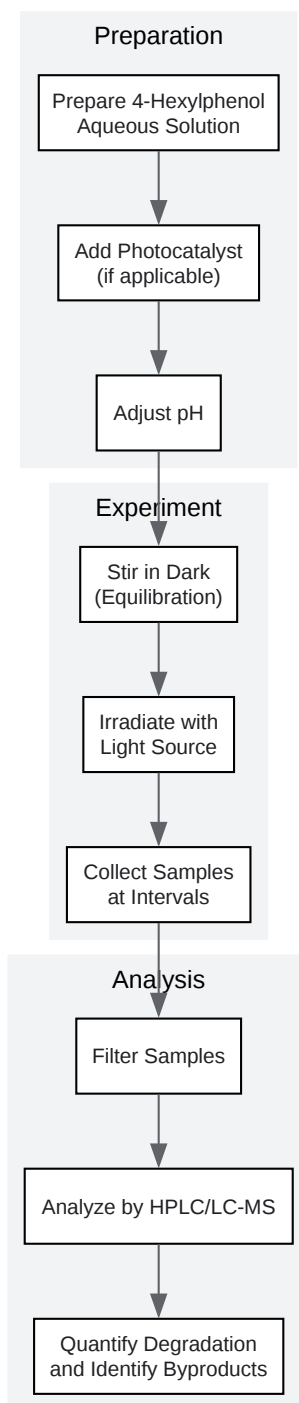 Preparation
Prepare 4-Hexylphenol
Aqueous Solution
Add Photocatalyst
(if applicable)
Adjust pH
Experiment
Stir in Dark
(Equilibration)
Irradiate with
Light Source
Collect Samples
at Intervals
Analysis
Filter Samples
Analyze by HPLC/LC-MS
Quantify Degradation
and Identify Byproducts